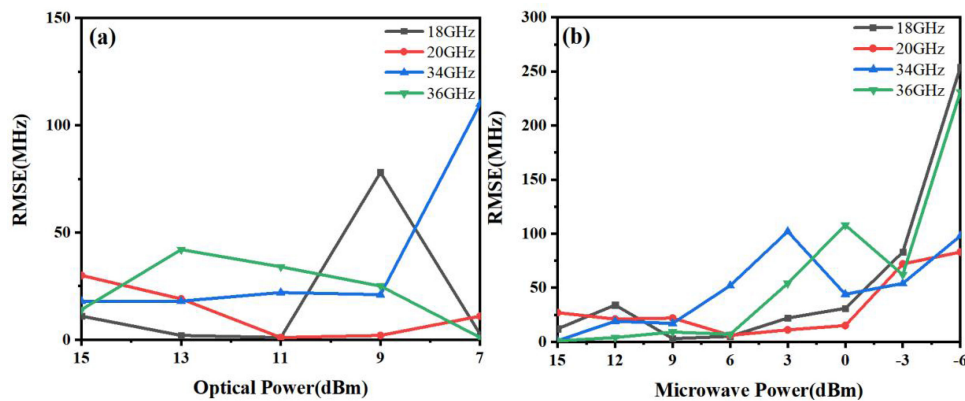 (a)
18GHz
20GHz
34GHz
36GHz
RMSE(MHz)
150
100
50
0
15 13 11 9 7
Optical Power(dBm)
(b)
18GHz
20GHz
34GHz
36GHz
RMSE(MHz)
300
250
200
150
100
50
0
15 12 9 6 3 0 -3 -6
Microwave Power(dBm)